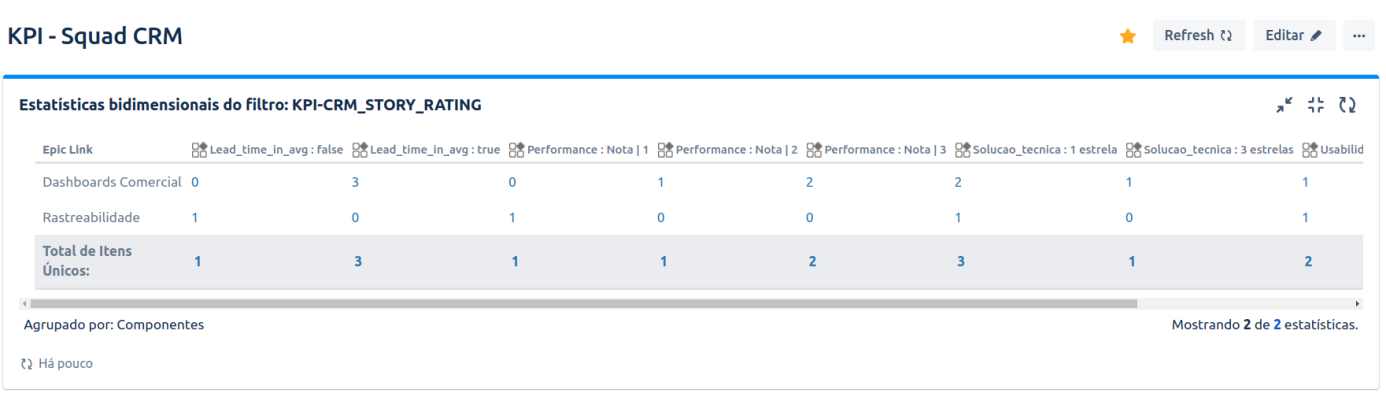 KPI - Squad CRM
Refresh
Editar
Estatísticas bidimensionais do filtro: KPI-CRM_STORY_RATING
Epic Link Lead_time_in_avg : false Lead_time_in_avg : true Performance : Nota | 1 Performance : Nota | 2 Performance : Nota | 3 Solucao_tecnica : 1 estrela Solucao_tecnica : 3 estrelas Usabilid
Dashboards Comercial 0 3 0 1 2 2 1 1
Rastreabilidade 1 0 1 0 0 1 0 1
Total de Itens
Únicos: 1 3 1 1 2 3 1 2
Agrupado por: Componentes
Mostrando 2 de 2 estatísticas.
Há pouco